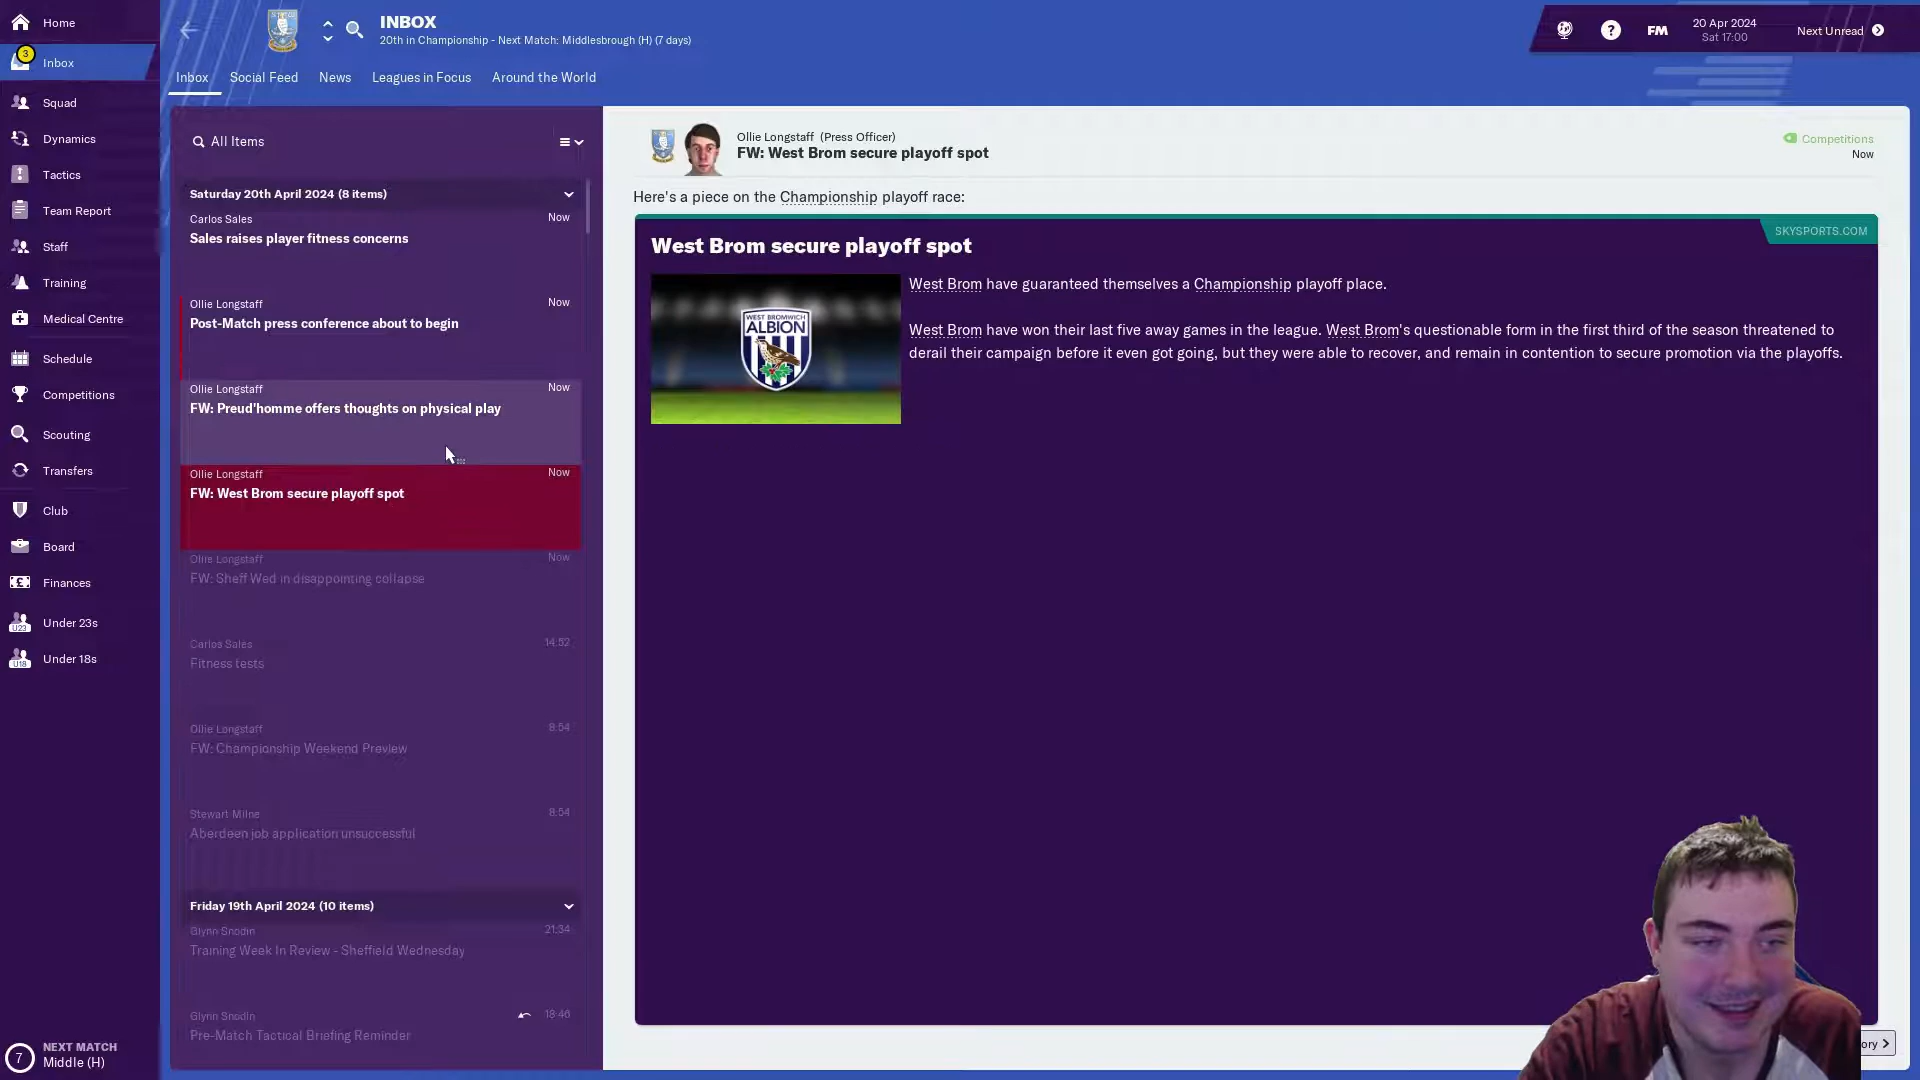 Home
3
Inbox
Squad
Dynamics
Tactics
Team Report
Staff
Training
Medical Centre
Schedule
Competitions
Scouting
Transfers
Club
Board
Finances
U23
Under 23s
U18
Under 18s
7
NEXT MATCH
Middle (H)
INBOX
20th in Championship - Next Match: Middlesbrough (H) (7 days)
FM
20 Apr 2024
Sat 17:00
Next Unread
Inbox
Social Feed
News
Leagues in Focus
Around the World
All Items
Saturday 20th April 2024 (8 items)
Carlos Sales
Now
Sales raises player fitness concerns
Ollie Longstaff
Now
Post-Match press conference about to begin
Ollie Longstaff
Now
FW: Preud'homme offers thoughts on physical play
Ollie Longstaff
Now
FW: West Brom secure playoff spot
Ollie Longstaff
Now
FW: Sheff Wed in disappointing collapse
Carlos Sales
14:52
Fitness tests
Ollie Longstaff
8:54
FW: Championship Weekend Preview
Stewart Milne
8:54
Aberdeen job application unsuccessful
Friday 19th April 2024 (10 items)
Glynn Snodin
21:34
Training Week In Review - Sheffield Wednesday
Glynn Snodin
18:46
Pre-Match Tactical Briefing Reminder
Ollie Longstaff (Press Officer)
FW: West Brom secure playoff spot
Competitions
Now
Here's a piece on the Championship playoff race:
SKYSPORTS.COM
West Brom secure playoff spot
WEST BROMWICH
ALBION
West Brom have guaranteed themselves a Championship playoff place.
West Brom have won their last five away games in the league. West Brom's questionable form in the first third of the season threatened to
derail their campaign before it even got going, but they were able to recover, and remain in contention to secure promotion via the playoffs.